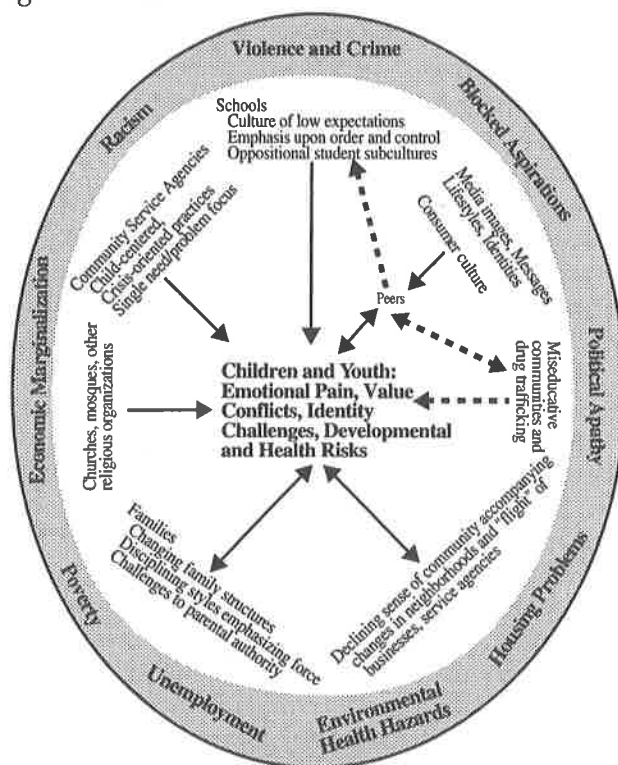 Violence and Crime
Racism
Blocked Aspirations
Schools
Culture of low expectations
Emphasis upon order and control
Oppositional student subcultures
Community Service Agencies
Child-centered,
Crisis-oriented practices
Single need/problem focus
Media images, Messages
Lifestyles, Identities
Consumer culture
Peers
Economic Marginalization
Churches, mosques, other
religious organizations
Children and Youth:
Emotional Pain, Value
Conflicts, Identity
Challenges, Developmental
and Health Risks
Miseducative
communities and
drug trafficking
Political Apathy
Families
Changing family structures
Disciplining styles emphasizing force
Challenges to parental authority
Declining sense of community accompanying
changes in neighborhoods and "flight" of
businesses, service agencies
Poverty
Housing Problems
Unemployment
Environmental
Health Hazards